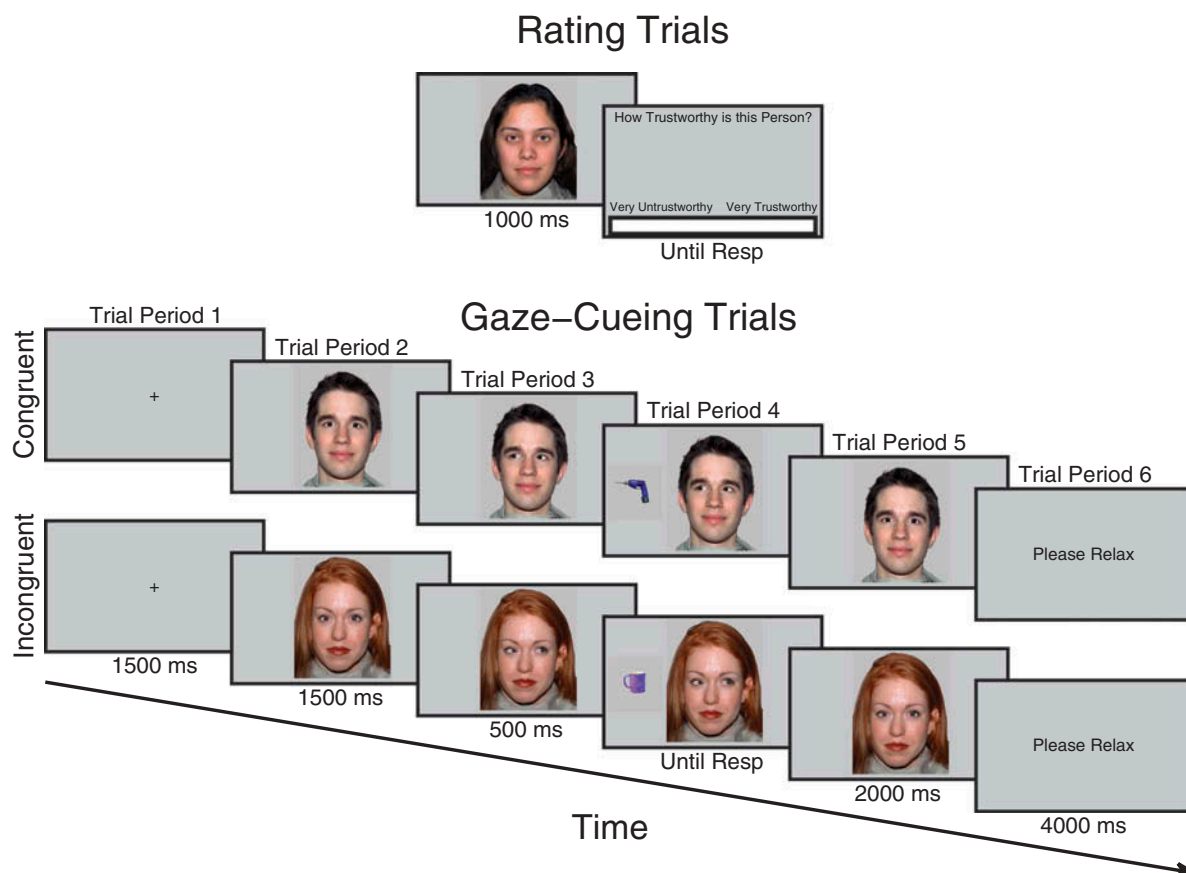 Rating Trials
How Trustworthy is this Person?
Very Untrustworthy Very Trustworthy
1000 ms
Until Resp
Gaze–Cueing Trials
Congruent
Trial Period 1
+
Trial Period 2
Trial Period 3
Trial Period 4
Trial Period 5
Trial Period 6
Please Relax
Incongruent
+
1500 ms
1500 ms
500 ms
Until Resp
2000 ms
Please Relax
4000 ms
Time